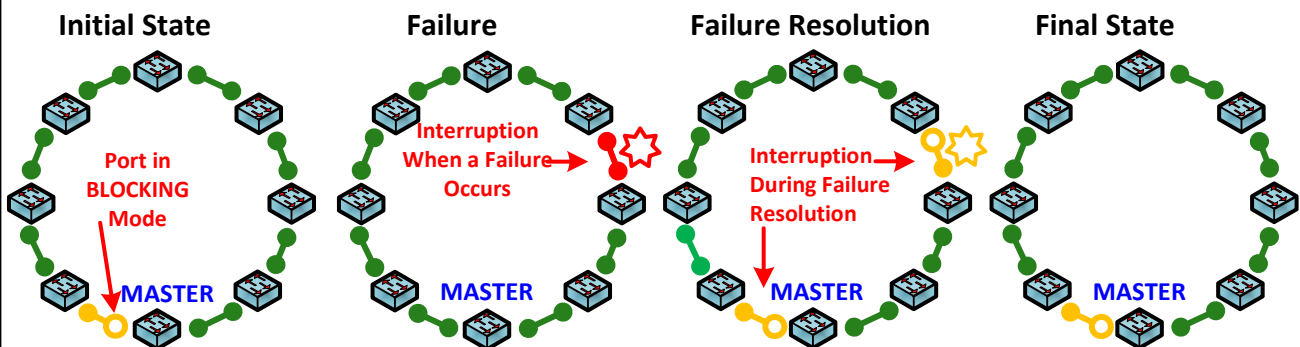 Initial State
Failure
Failure Resolution
Final State
Port in
BLOCKING
Mode
MASTER
Interruption
When a Failure
Occurs
MASTER
Interruption
During Failure
Resolution
MASTER
MASTER